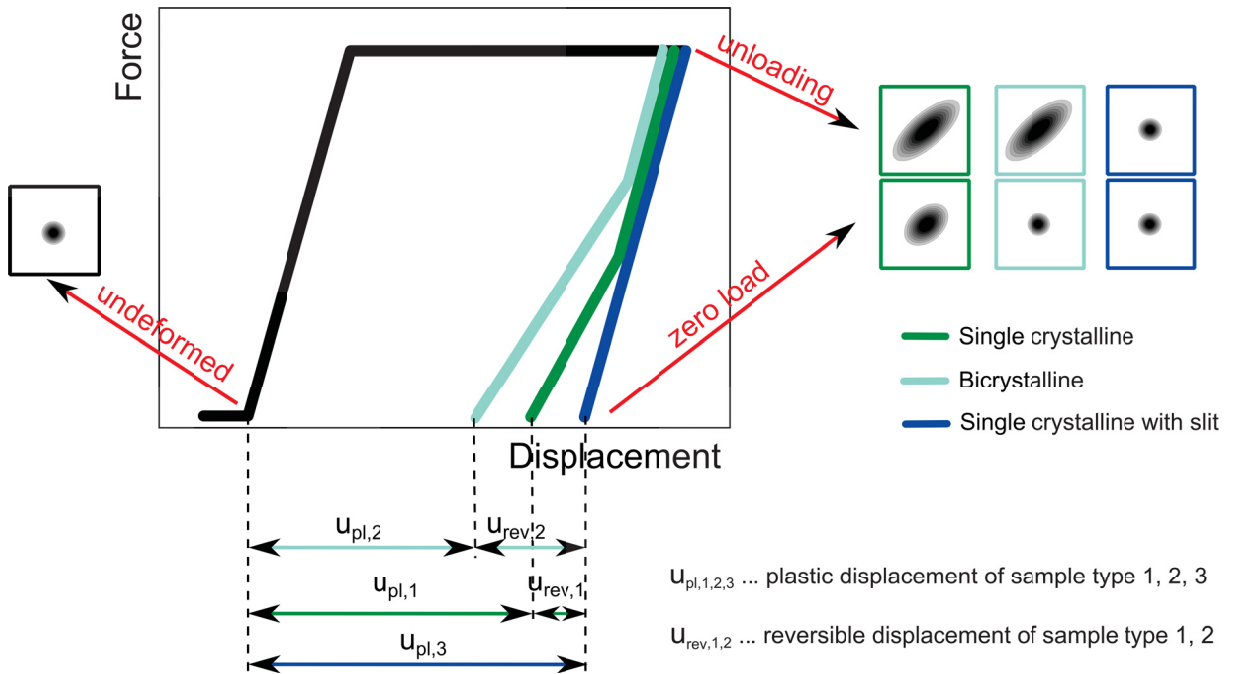 Force
unloading
undeformed
zero load
Single crystalline
Bicrystalline
Single crystalline with slit
Displacement
u_pl,2
u_rev,2
u_pl,1
u_rev,1
u_pl,3
u_pl,1,2,3 ... plastic displacement of sample type 1, 2, 3
u_rev,1,2 ... reversible displacement of sample type 1, 2